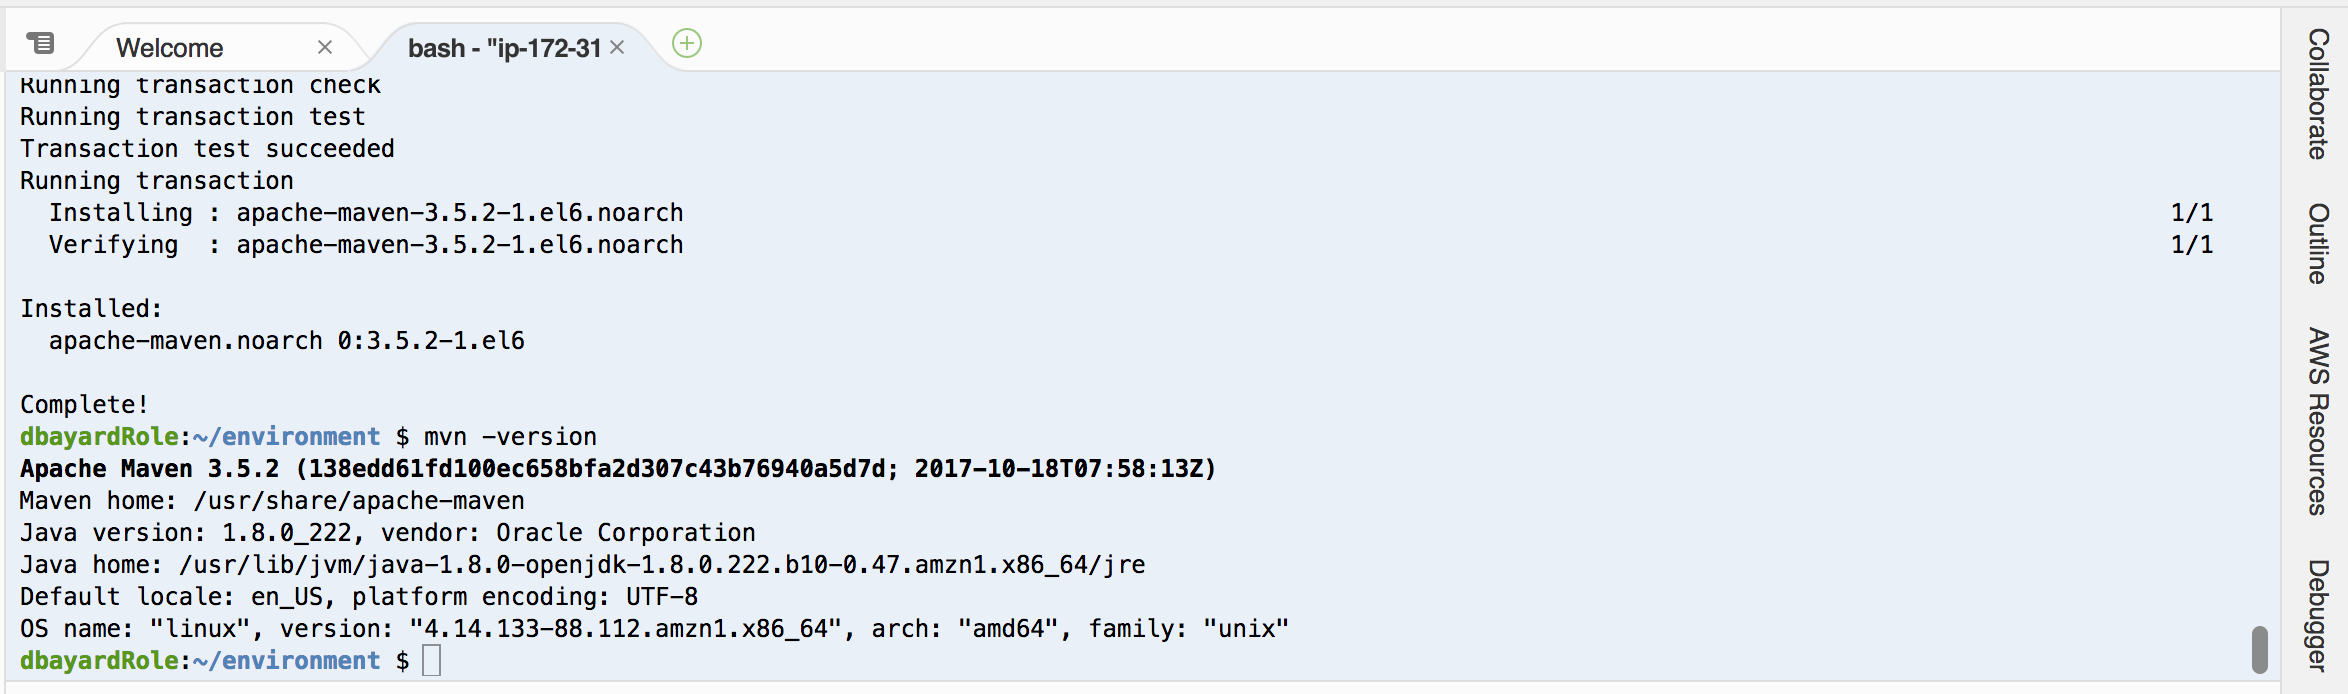 Welcome
bash - "ip-172-31
Running transaction check
Running transaction test
Transaction test succeeded
Running transaction
  Installing : apache-maven-3.5.2-1.el6.noarch 1/1
  Verifying  : apache-maven-3.5.2-1.el6.noarch 1/1
Installed:
  apache-maven.noarch 0:3.5.2-1.el6
Complete!
dbayardRole:~/environment $ mvn -version
Apache Maven 3.5.2 (138edd61fd100ec658bfa2d307c43b76940a5d7d; 2017-10-18T07:58:13Z)
Maven home: /usr/share/apache-maven
Java version: 1.8.0_222, vendor: Oracle Corporation
Java home: /usr/lib/jvm/java-1.8.0-openjdk-1.8.0.222.b10-0.47.amzn1.x86_64/jre
Default locale: en_US, platform encoding: UTF-8
OS name: "linux", version: "4.14.133-88.112.amzn1.x86_64", arch: "amd64", family: "unix"
dbayardRole:~/environment $
Collaborate
Outline
AWS Resources
Debugger